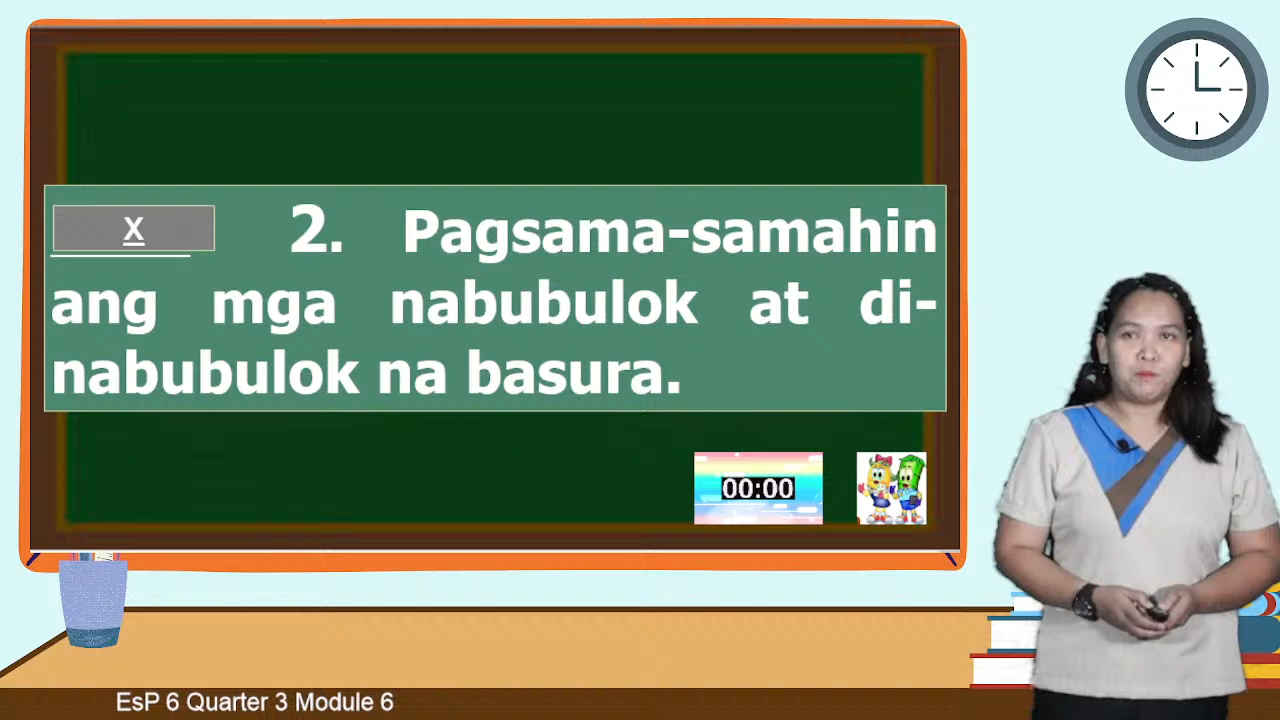 X 2. Pagsama-samahin
ang mga nabubulok at di-
nabubulok na basura.
00:00
EsP 6 Quarter 3 Module 6